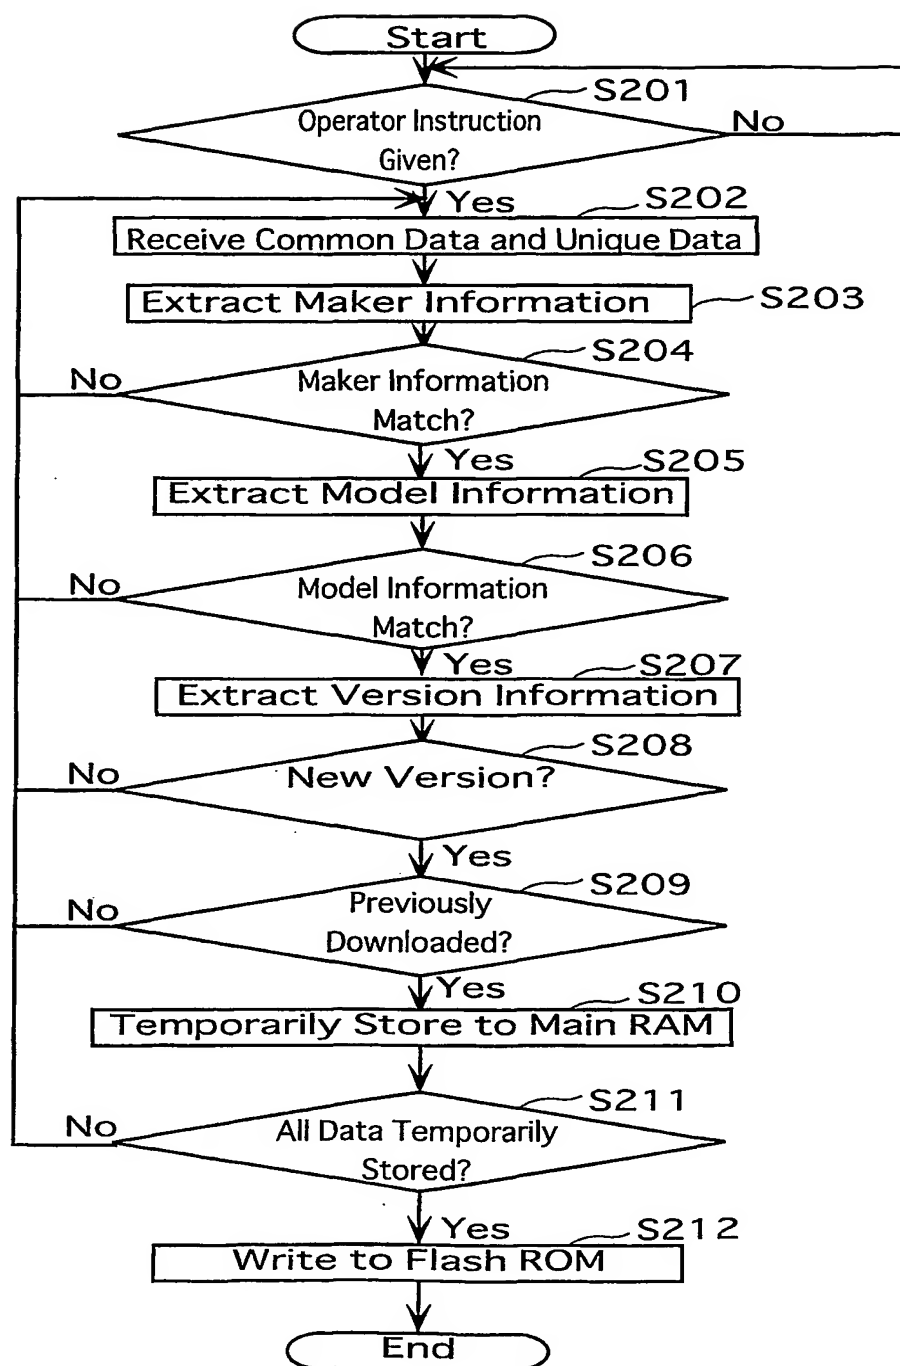 Start
S201
Operator Instruction
Given?
No
Yes
S202
Receive Common Data and Unique Data
Extract Maker Information
S203
S204
No
Maker Information
Match?
Yes
S205
Extract Model Information
S206
No
Model Information
Match?
Yes
S207
Extract Version Information
S208
No
New Version?
Yes
S209
No
Previously
Downloaded?
Yes
S210
Temporarily Store to Main RAM
S211
No
All Data Temporarily
Stored?
Yes
S212
Write to Flash ROM
End